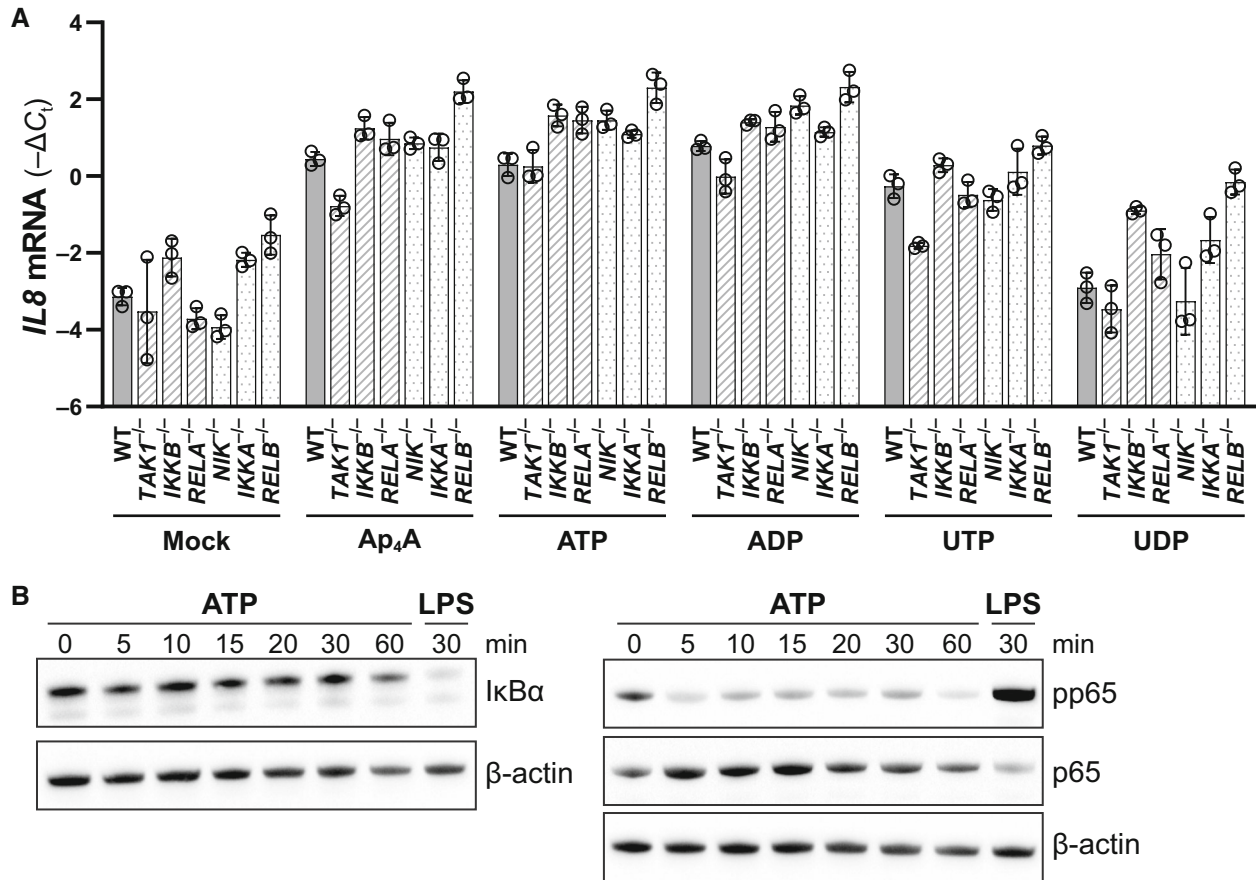 A
IL8 mRNA (−ΔCt)
4
2
0
−2
−4
−6
WT TAK1−/− IKKB−/− RELA−/− NIK−/− IKKA−/− RELB−/− WT TAK1−/− IKKB−/− RELA−/− NIK−/− IKKA−/− RELB−/− WT TAK1−/− IKKB−/− RELA−/− NIK−/− IKKA−/− RELB−/− WT TAK1−/− IKKB−/− RELA−/− NIK−/− IKKA−/− RELB−/− WT TAK1−/− IKKB−/− RELA−/− NIK−/− IKKA−/− RELB−/− WT TAK1−/− IKKB−/− RELA−/− NIK−/− IKKA−/− RELB−/−
Mock Ap₄A ATP ADP UTP UDP
B
ATP LPS
0 5 10 15 20 30 60 30 min
IκBα
β-actin
ATP LPS
0 5 10 15 20 30 60 30 min
pp65
p65
β-actin